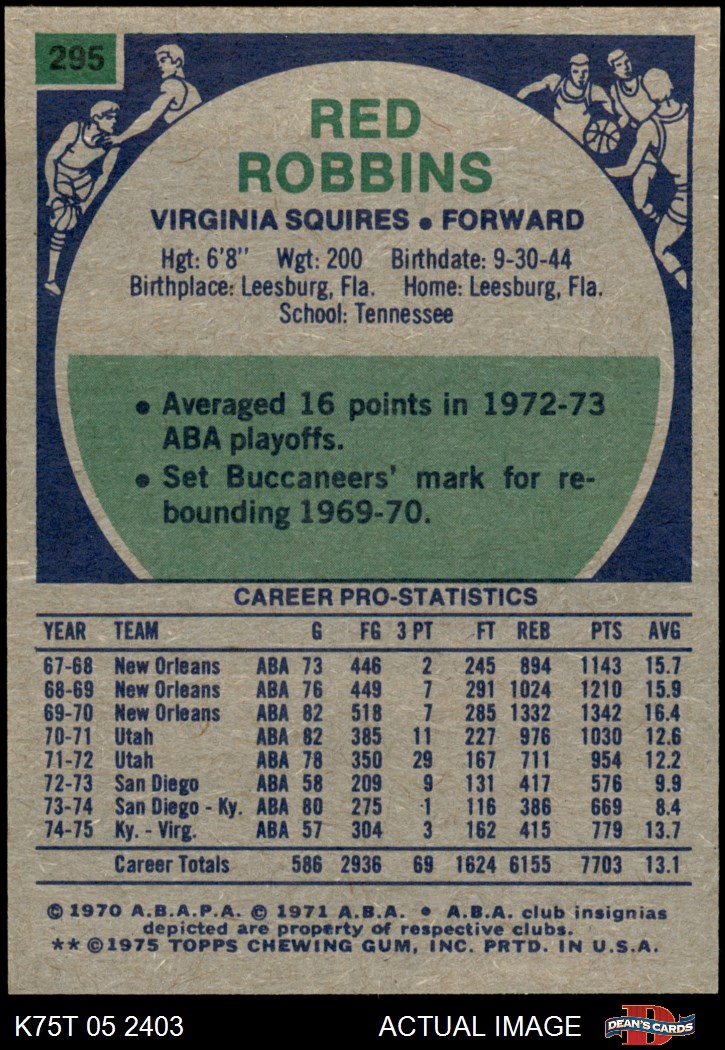 295
RED
ROBBINS
VIRGINIA SQUIRES • FORWARD
Hgt: 6'8" Wgt: 200 Birthdate: 9-30-44
Birthplace: Leesburg, Fla. Home: Leesburg, Fla.
School: Tennessee
• Averaged 16 points in 1972-73
ABA playoffs.
• Set Buccaneers' mark for re-
bounding 1969-70.
CAREER PRO-STATISTICS
YEAR TEAM G FG 3 PT FT REB PTS AVG
67-68 New Orleans ABA 73 446 2 245 894 1143 15.7
68-69 New Orleans ABA 76 449 7 291 1024 1210 15.9
69-70 New Orleans ABA 82 518 7 285 1332 1342 16.4
70-71 Utah ABA 82 385 11 227 976 1030 12.6
71-72 Utah ABA 78 350 29 167 711 954 12.2
72-73 San Diego ABA 58 209 9 131 417 576 9.9
73-74 San Diego - Ky. ABA 80 275 1 116 386 669 8.4
74-75 Ky. - Virg. ABA 57 304 3 162 415 779 13.7
Career Totals 586 2936 69 1624 6155 7703 13.1
© 1970 A.B.A.P.A. © 1971 A.B.A. • A.B.A. club insignias
depicted are property of respective clubs.
** © 1975 TOPPS CHEWING GUM, INC. PRTD. IN U.S.A.
K75T 05 2403 ACTUAL IMAGE D DEAN'S CARDS